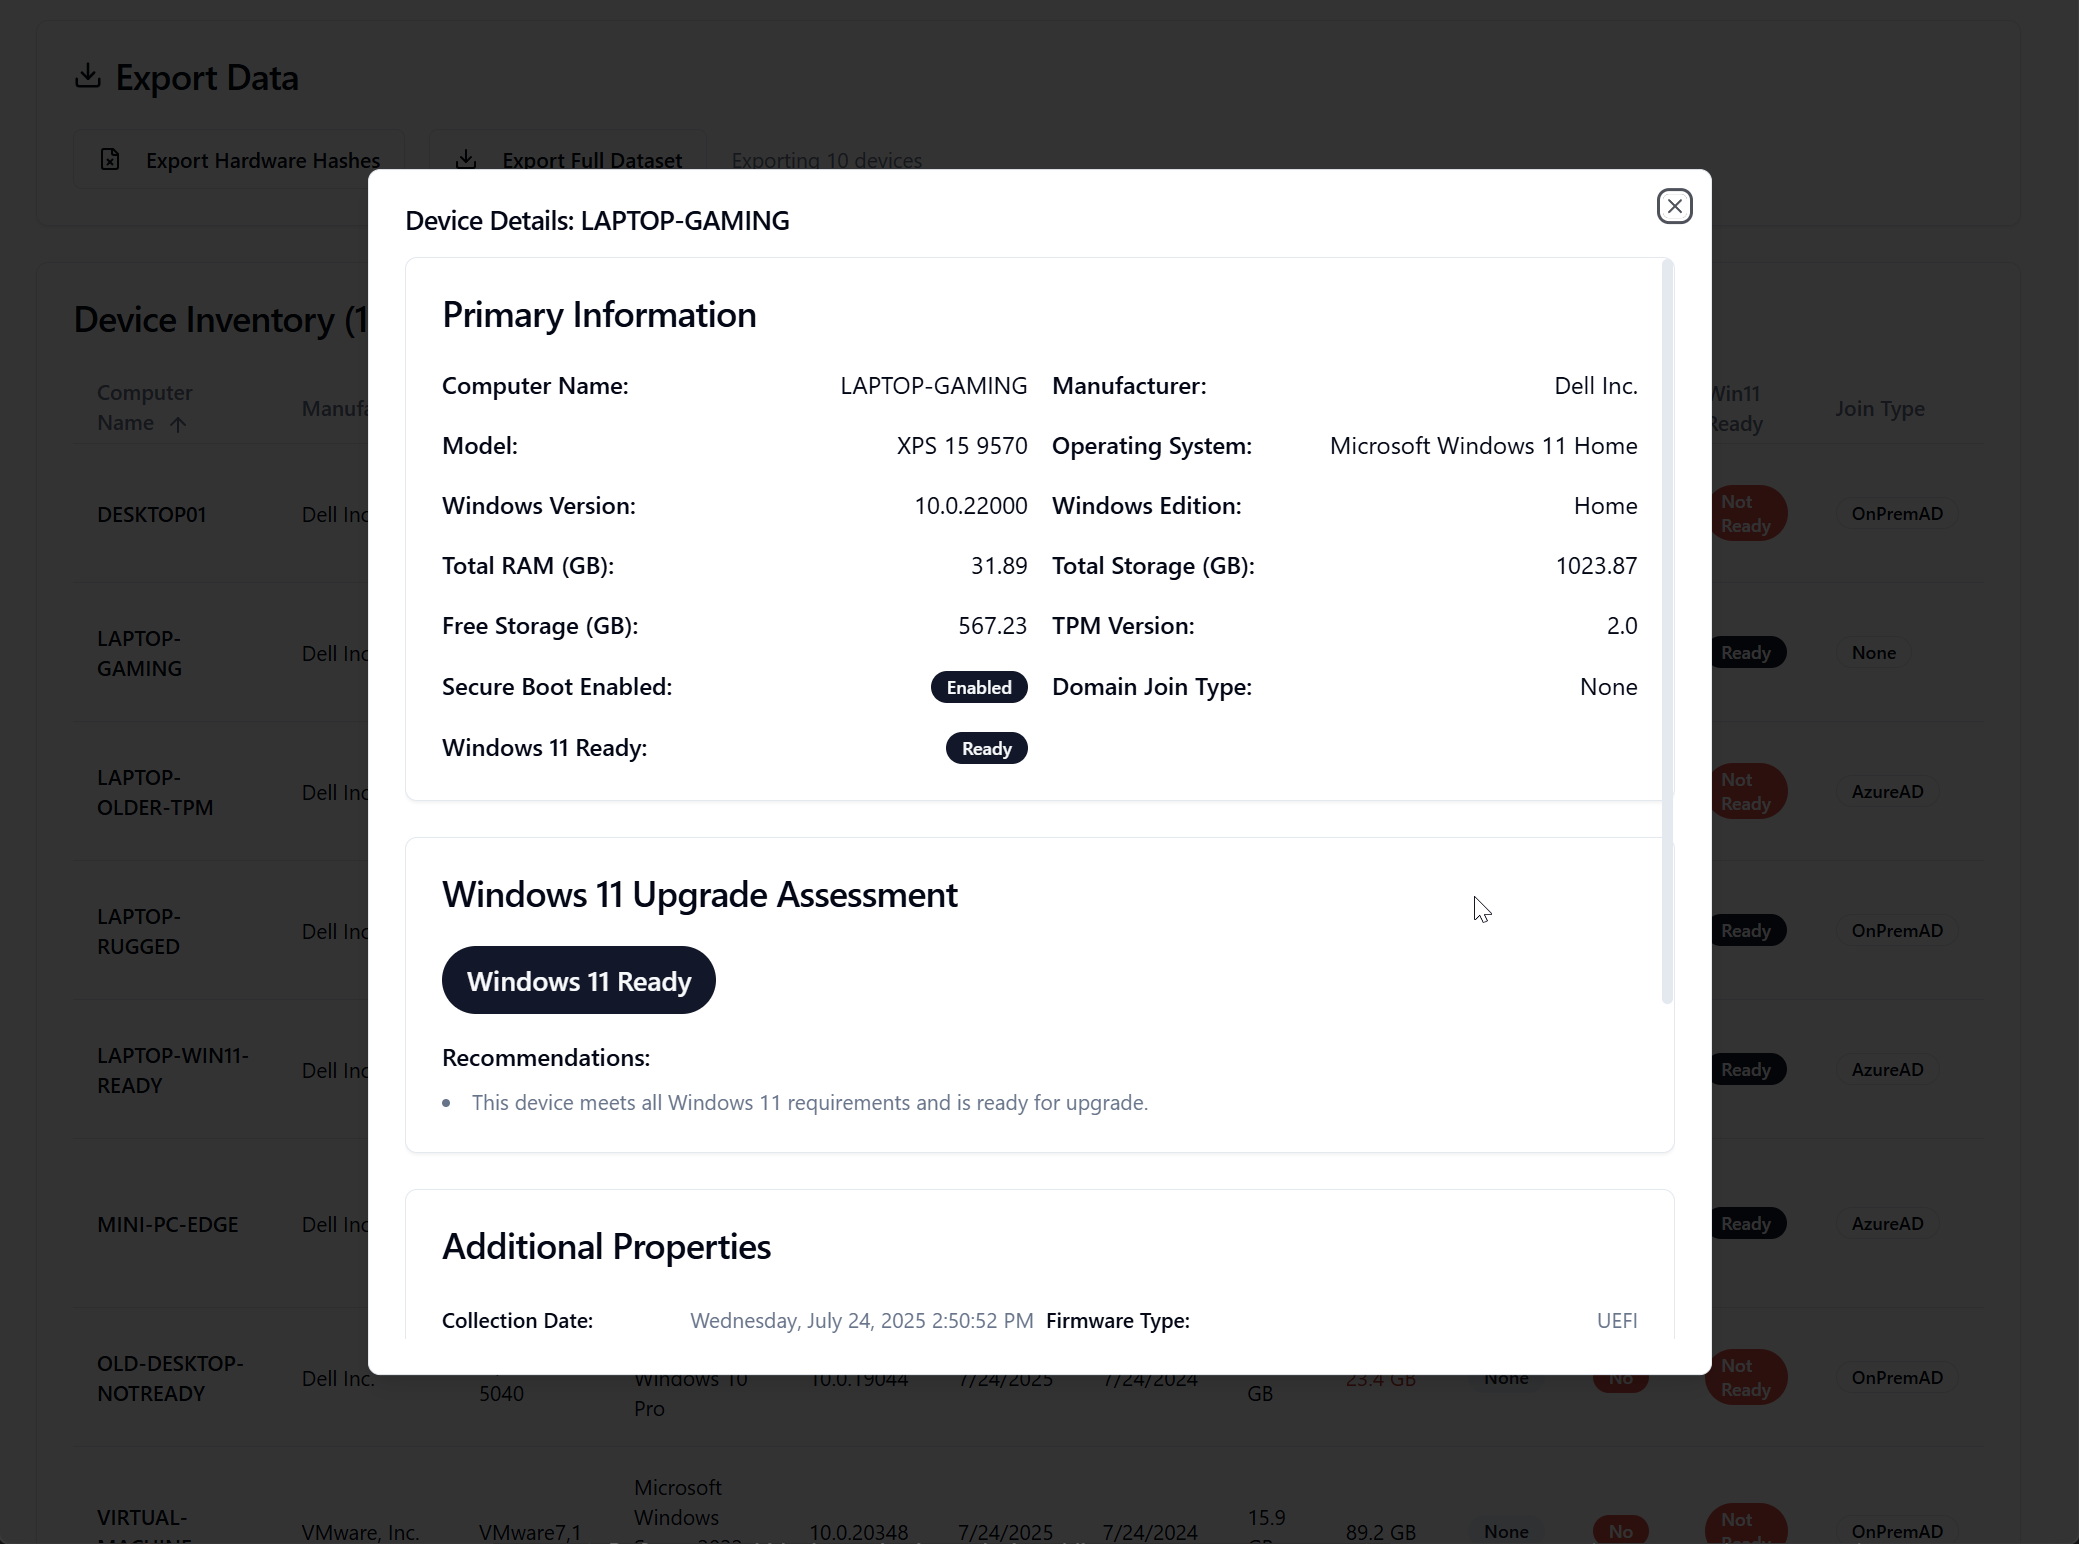 Export Data
Export Hardware Hashes
Export Full Dataset
Exporting 10 devices
Device Details: LAPTOP-GAMING
Primary Information
Computer Name: LAPTOP-GAMING Manufacturer: Dell Inc.
Model: XPS 15 9570 Operating System: Microsoft Windows 11 Home
Windows Version: 10.0.22000 Windows Edition: Home
Total RAM (GB): 31.89 Total Storage (GB): 1023.87
Free Storage (GB): 567.23 TPM Version: 2.0
Secure Boot Enabled: Enabled Domain Join Type: None
Windows 11 Ready: Ready
Windows 11 Upgrade Assessment
Windows 11 Ready
Recommendations:
• This device meets all Windows 11 requirements and is ready for upgrade.
Additional Properties
Collection Date: Wednesday, July 24, 2025 2:50:52 PM Firmware Type: UEFI
Device Inventory (1
Computer
Name
Win11
Ready
Join Type
DESKTOP01 Dell Inc
Not
Ready
OnPremAD
LAPTOP-
GAMING
Dell Inc
Ready
None
LAPTOP-
OLDER-TPM
Dell Inc
Not
Ready
AzureAD
LAPTOP-
RUGGED
Dell Inc
Ready
OnPremAD
LAPTOP-WIN11-
READY
Dell Inc
Ready
AzureAD
MINI-PC-EDGE Dell Inc
Ready
AzureAD
OLD-DESKTOP-
NOTREADY
Dell Inc.
5040
Windows 10
Pro
10.0.19044
7/24/2025
7/24/2024
GB
23.4 GB
None
No
Not
Ready
OnPremAD
VIRTUAL-
VMware, Inc.
VMware7,1
Microsoft
Windows
10.0.20348
7/24/2025
7/24/2024
15.9
89.2 GB
None
No
Not
OnPremAD